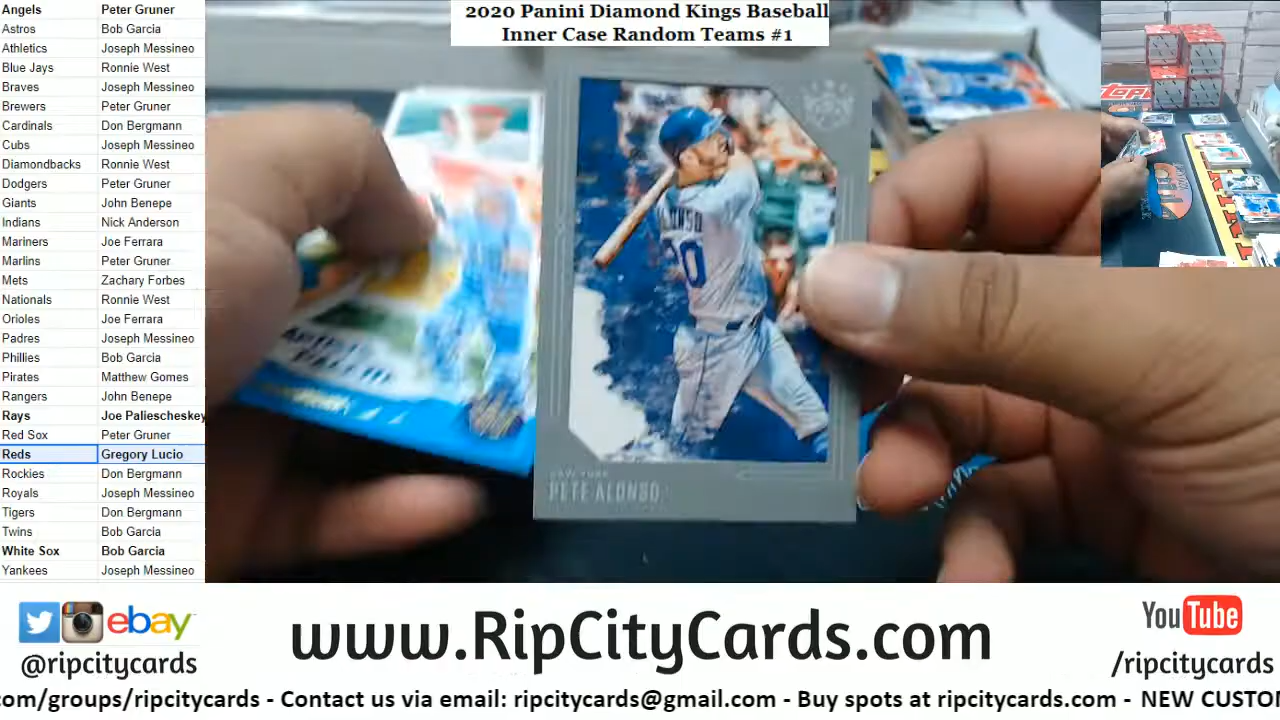 2020 Panini Diamond Kings Baseball
Inner Case Random Teams #1
Angels Peter Gruner
Astros Bob Garcia
Athletics Joseph Messineo
Blue Jays Ronnie West
Braves Joseph Messineo
Brewers Peter Gruner
Cardinals Don Bergmann
Cubs Joseph Messineo
Diamondbacks Ronnie West
Dodgers Peter Gruner
Giants John Benepe
Indians Nick Anderson
Mariners Joe Ferrara
Marlins Peter Gruner
Mets Zachary Forbes
Nationals Ronnie West
Orioles Joe Ferrara
Padres Joseph Messineo
Phillies Bob Garcia
Pirates Matthew Gomes
Rangers John Benepe
Rays Joe Paliescheskey
Red Sox Peter Gruner
Reds Gregory Lucio
Rockies Don Bergmann
Royals Joseph Messineo
Tigers Don Bergmann
Twins Bob Garcia
White Sox Bob Garcia
Yankees Joseph Messineo
ALONSO
20
NEW YORK
PETE ALONSO
ebay
@ripcitycards
www.RipCityCards.com
YouTube
/ripcitycards
com/groups/ripcitycards - Contact us via email: ripcitycards@gmail.com - Buy spots at ripcitycards.com - NEW CUSTOM